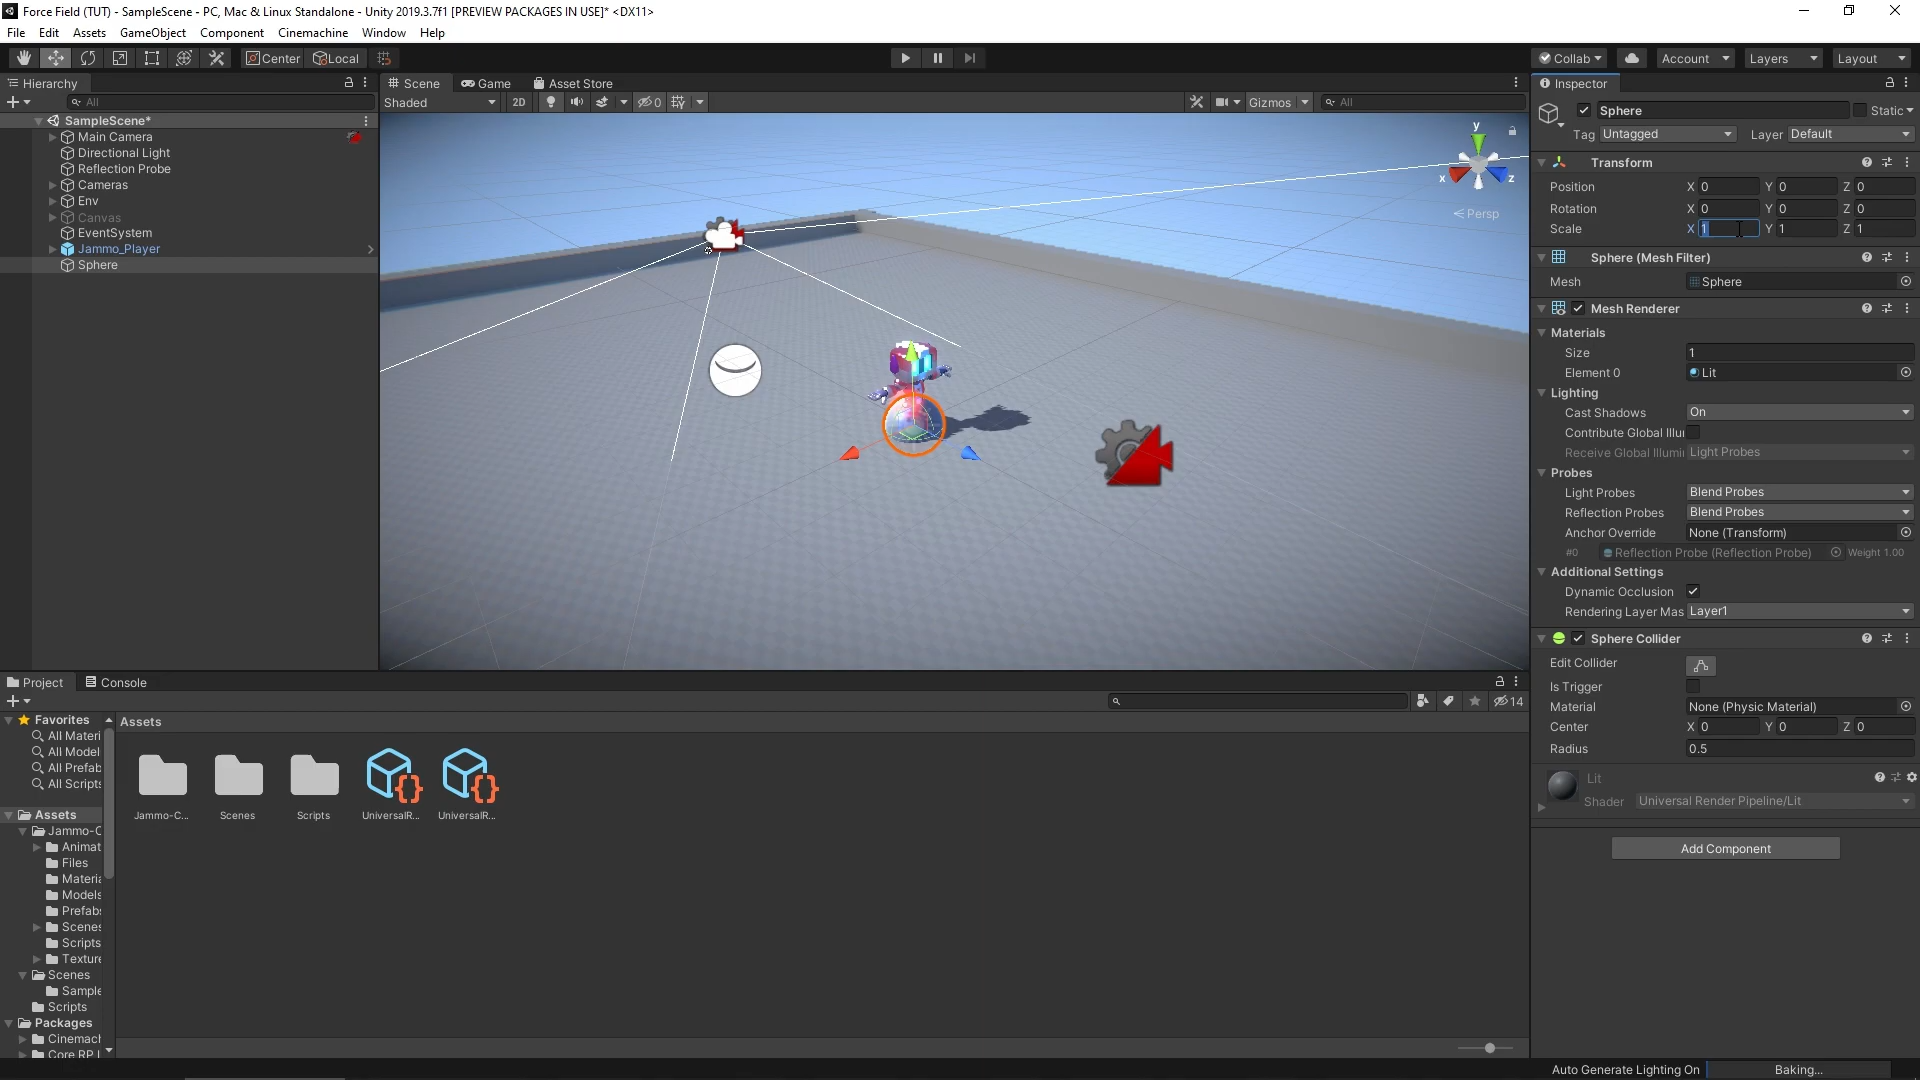 Force Field (TUT) - SampleScene - PC, Mac & Linux Standalone - Unity 2019.3.7f1 [PREVIEW PACKAGES IN USE]* <DX11>
File Edit Assets GameObject Component Cinemachine Window Help
Center Local Collab Account Layers Layout
Hierarchy
All
SampleScene*
Main Camera
Directional Light
Reflection Probe
Cameras
Env
Canvas
EventSystem
Jammo_Player
Sphere
Scene Game Asset Store
Shaded 2D 0 Gizmos All
y
x
z
< Persp
Inspector
Sphere Static
Tag Untagged Layer Default
Transform
Position X 0 Y 0 Z 0
Rotation X 0 Y 0 Z 0
Scale X 1 Y 1 Z 1
Sphere (Mesh Filter)
Mesh Sphere
Mesh Renderer
Materials
Size 1
Element 0 Lit
Lighting
Cast Shadows On
Contribute Global Illu
Receive Global Illumin Light Probes
Probes
Light Probes Blend Probes
Reflection Probes Blend Probes
Anchor Override None (Transform)
#0 Reflection Probe (Reflection Probe) Weight 1.00
Additional Settings
Dynamic Occlusion
Rendering Layer Mas Layer1
Sphere Collider
Edit Collider
Is Trigger
Material None (Physic Material)
Center X 0 Y 0 Z 0
Radius 0.5
Lit
Shader Universal Render Pipeline/Lit
Add Component
Project Console
14
Favorites
All Materi
All Model
All Prefab
All Scripts
Assets
Jammo-C
Animat
Files
Materia
Models
Prefabs
Scenes
Scripts
Texture
Scenes
Sample
Scripts
Packages
Cinemach
Core RP L
Assets
Jammo-C... Scenes Scripts UniversalR... UniversalR...
Auto Generate Lighting On Baking...